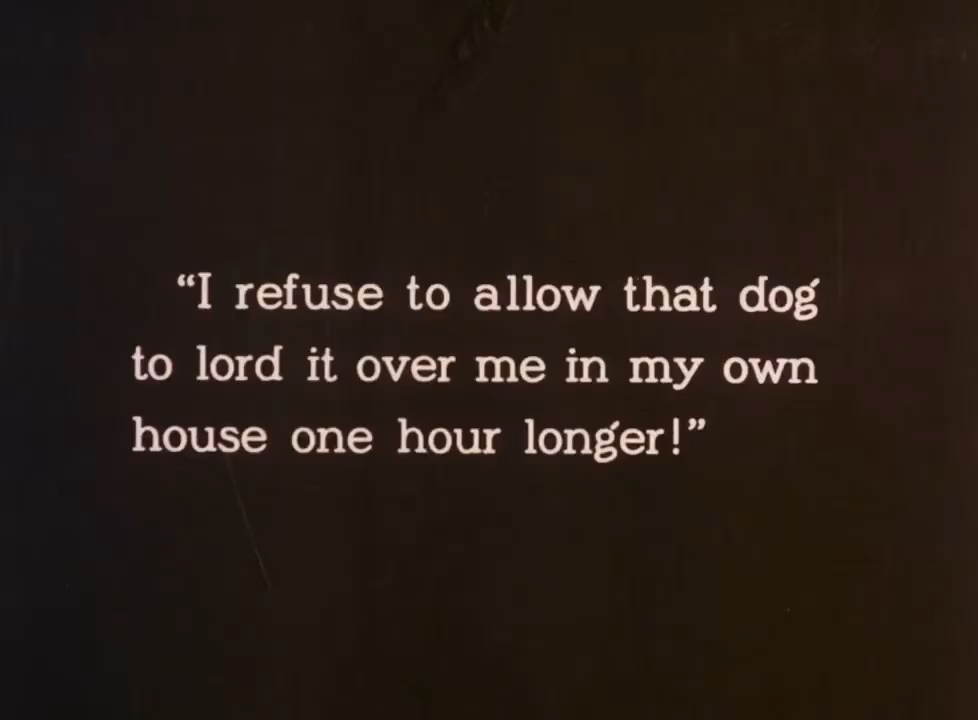 “I refuse to allow that dog
to lord it over me in my own
house one hour longer!”